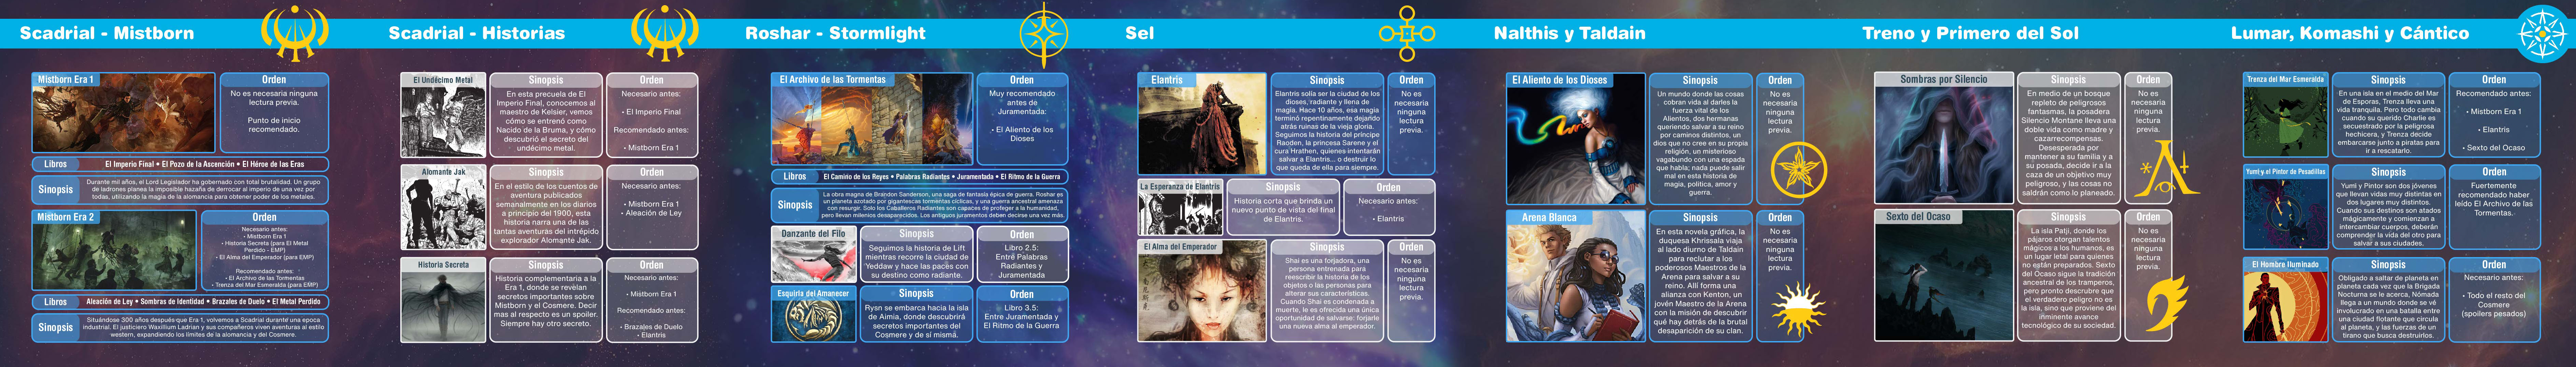 Scadrial - Mistborn
Mistborn Era 1
Orden
No es necesaria ninguna
lectura previa.
Punto de inicio
recomendado.
Libros
El Imperio Final • El Pozo de la Ascención • El Héroe de las Eras
Sinopsis
Durante mil años, el Lord Legislador ha gobernado con total brutalidad. Un grupo
de ladrones planea la imposible hazaña de derrocar al imperio de una vez por
todas, utilizando la magia de la alomancia para obtener poder de los metales.
Mistborn Era 2
Orden
Necesario antes:
• Mistborn Era 1
• Historia Secreta (para El Metal
Perdido - EMP)
• El Alma del Emperador (para EMP)
Recomendado antes:
• El Archivo de las Tormentas
• Trenza del Mar Esmeralda (para EMP)
Libros
Aleación de Ley • Sombras de Identidad • Brazales de Duelo • El Metal Perdido
Sinopsis
Situándose 300 años después que Era 1, volvemos a Scadrial durante una epoca
industrial. El justiciero Waxillium Ladrian y sus compañeros viven aventuras al estilo
western, expandiendo los límites de la alomancia y del Cosmere.
Scadrial - Historias
El Undécimo Metal
Sinopsis
En esta precuela de El
Imperio Final, conocemos al
maestro de Kelsier, vemos
cómo se entrenó como
Nacido de la Bruma, y cómo
descubrió el secreto del
undécimo metal.
Orden
Necesario antes:
• El Imperio Final
Recomendado antes:
• Mistborn Era 1
Alomante Jak
Sinopsis
En el estilo de los cuentos de
aventura publicados
semanalmente en los diarios
a principio del 1900, esta
historia narra una de las
tantas aventuras del intrépido
explorador Alomante Jak.
Orden
Necesario antes:
• Mistborn Era 1
• Aleación de Ley
Historia Secreta
Sinopsis
Historia complementaria a la
Era 1, donde se revelan
secretos importantes sobre
Mistborn y el Cosmere. Decir
mas al respecto es un spoiler.
Siempre hay otro secreto.
Orden
Necesario antes:
• Mistborn Era 1
Recomendado antes:
• Brazales de Duelo
• Elantris
Roshar - Stormlight
El Archivo de las Tormentas
Orden
Muy recomendado
antes de
Juramentada:
• El Aliento de los
Dioses
Libros
El Camino de los Reyes • Palabras Radiantes • Juramentada • El Ritmo de la Guerra
Sinopsis
La obra magna de Brandon Sanderson, una saga de fantasía épica de guerra. Roshar es
un planeta azotado por gigantescas tormentas cíclicas, y una guerra ancestral amenaza
con resurgir. Solo los Caballeros Radiantes son capaces de proteger a la humanidad,
pero llevan milenios desaparecidos. Los antiguos juramentos deben decirse una vez más.
Danzante del Filo
Sinopsis
Seguimos la historia de Lift
mientras recorre la ciudad de
Yeddaw y hace las paces con
su destino como radiante.
Orden
Libro 2.5:
Entre Palabras
Radiantes y
Juramentada
Esquirla del Amanecer
Sinopsis
Rysn se embarca hacia la isla
de Aimia, donde descubrirá
secretos importantes del
Cosmere y de sí misma.
Orden
Libro 3.5:
Entre Juramentada y
El Ritmo de la Guerra
Sel
Elantris
Sinopsis
Elantris solía ser la ciudad de los
dioses, radiante y llena de
magia. Hace 10 años, esa magia
terminó repentinamente dejando
atrás ruinas de la vieja gloria.
Seguimos la historia del príncipe
Raoden, la princesa Sarene y el
cura Hrathen, quienes intentarán
salvar a Elantris... o destruir lo
que queda de ella para siempre.
Orden
No es
necesaria
ninguna
lectura
previa.
La Esperanza de Elantris
Sinopsis
Historia corta que brinda un
nuevo punto de vista del final
de Elantris.
Orden
Necesario antes:
• Elantris
El Alma del Emperador
Sinopsis
Shai es una forjadora, una
persona entrenada para
reescribir la historia de los
objetos o las personas para
alterar sus características.
Cuando Shai es condenada a
muerte, le es ofrecida una única
oportunidad de salvarse: forjarle
una nueva alma al emperador.
Orden
No es
necesaria
ninguna
lectura
previa.
Nalthis y Taldain
El Aliento de los Dioses
Sinopsis
Un mundo donde las cosas
cobran vida al darles la
fuerza vital de los
Alientos, dos hermanas
queriendo salvar a su reino
por caminos distintos, un
dios que no cree en su propia
religión, un misterioso
vagabundo con una espada
que habla; nada puede salir
mal en esta historia de
magia, política, amor y
guerra.
Orden
No es
necesaria
ninguna
lectura
previa.
Arena Blanca
Sinopsis
En esta novela gráfica, la
duquesa Khrissala viaja
al lado diurno de Taldain
para reclutar a los
poderosos Maestros de la
Arena para salvar a su
reino. Allí forma una
alianza con Kenton, un
jovén Maestro de la Arena
con la misión de descubrir
qué hay detrás de la brutal
desaparición de su clan.
Orden
No es
necesaria
ninguna
lectura
previa.
Treno y Primero del Sol
Sombras por Silencio
Sinopsis
En medio de un bosque
repleto de peligrosas
fantasmas, la posadera
Silencio Montane lleva una
doble vida como madre y
cazarrecompensas.
Desesperada por
mantener a su familia y a
su posada, decide ir a la
caza de un objetivo muy
peligroso, y las cosas no
saldrán como lo planeado.
Orden
No es
necesaria
ninguna
lectura
previa.
Sexto del Ocaso
Sinopsis
La isla Patji, donde los
pájaros otorgan talentos
mágicos a los humanos, es
un lugar letal para quienes
no están preparados. Sexto
del Ocaso sigue la tradición
ancestral de los tramperos,
pero pronto descubre que
el verdadero peligro no es
la isla, sino que proviene del
iñminente avance
tecnológico de su sociedad.
Orden
No es
necesaria
ninguna
lectura
previa.
Lumar, Komashi y Cántico
Trenza del Mar Esmeralda
Sinopsis
En una isla en el medio del Mar
de Esporas, Trenza lleva una
vida tranquila. Pero todo cambia
cuando su querido Charlie es
secuestrado por la peligrosa
hechicera, y Trenza decide
embarcarse junto a piratas para
ir a rescatarlo.
Orden
Recomendado antes:
• Mistborn Era 1
• Elantris
• Sexto del Ocaso
Yumi y el Pintor de Pesadillas
Sinopsis
Yumi y Pintor son dos jóvenes
que llevan vidas muy distintas en
dos lugares muy distintos.
Cuando sus destinos son atados
mágicamente y comienzan a
intercambiar cuerpos, deberán
comprender la vida del otro para
salvar a sus ciudades.
Orden
Fuertemente
recomendado haber
leído El Archivo de las
Tormentas.
El Hombre Iluminado
Sinopsis
Obligado a saltar de planeta en
planeta cada vez que la Brigada
Nocturna se le acerca, Nómada
llega a un mundo donde se vé
involucrado en una batalla entre
una ciudad flotante que circula
al planeta, y las fuerzas de un
tirano que busca destruirlos.
Orden
Necesario antes:
• Todo el resto del
Cosmere
(spoilers pesados)